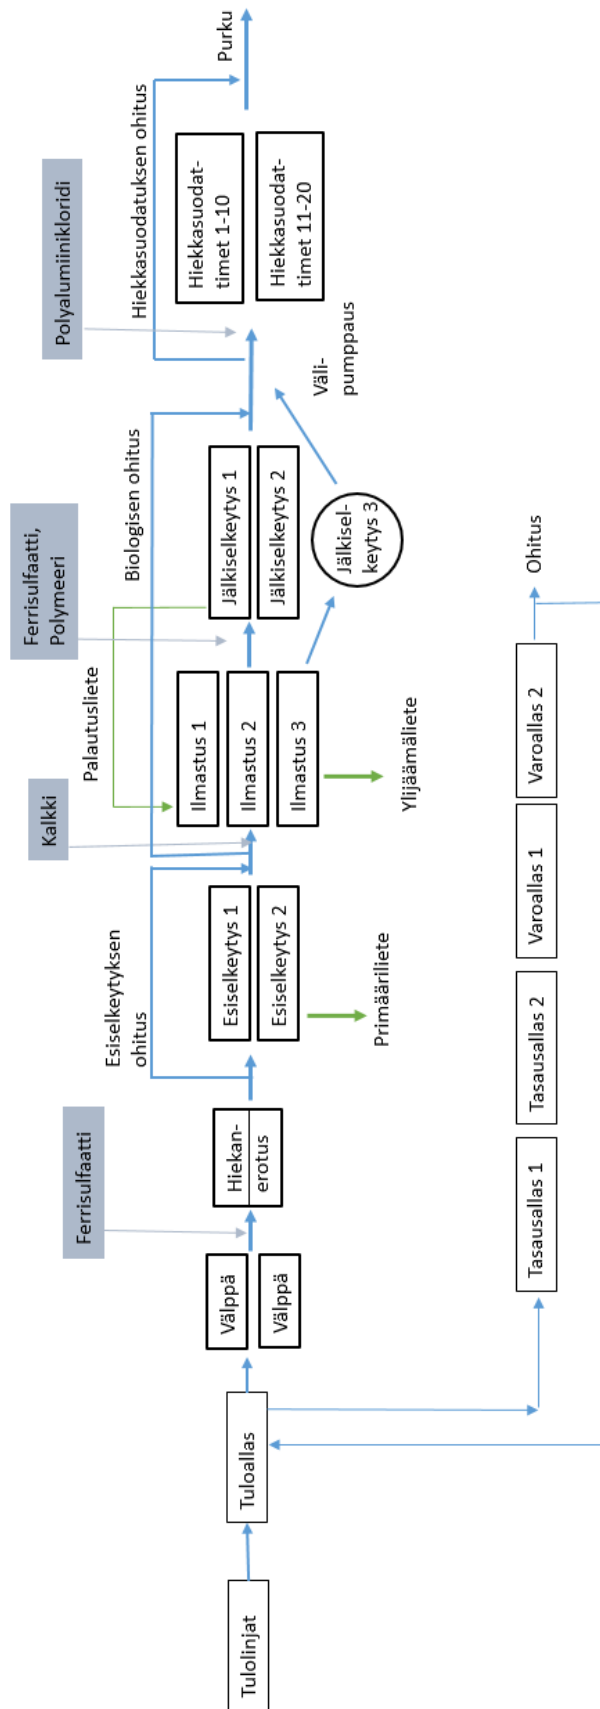 Tulolinjat
Tuloallas
Välppä
Välppä
Ferrisulfaatti
Hiekan-
erotus
Esiselkeytyksen
ohitus
Esiselkeytys 1
Esiselkeytys 2
Primääriliete
Kalkki
Palautusliete
Ilmastus 1
Ilmastus 2
Ilmastus 3
Ylijäämäliete
Ferrisulfaatti,
Polymeeri
Biologisen ohitus
Jälkiselkeytys 1
Jälkiselkeytys 2
Jälkisel-
keytys 3
Väli-
pumppaus
Polyalumiinikloridi
Hiekkasuodatuksen ohitus
Hiekkasuodat-
timet 1-10
Hiekkasuodat-
timet 11-20
Purku
Tasausallas 1
Tasausallas 2
Varoallas 1
Varoallas 2
Ohitus